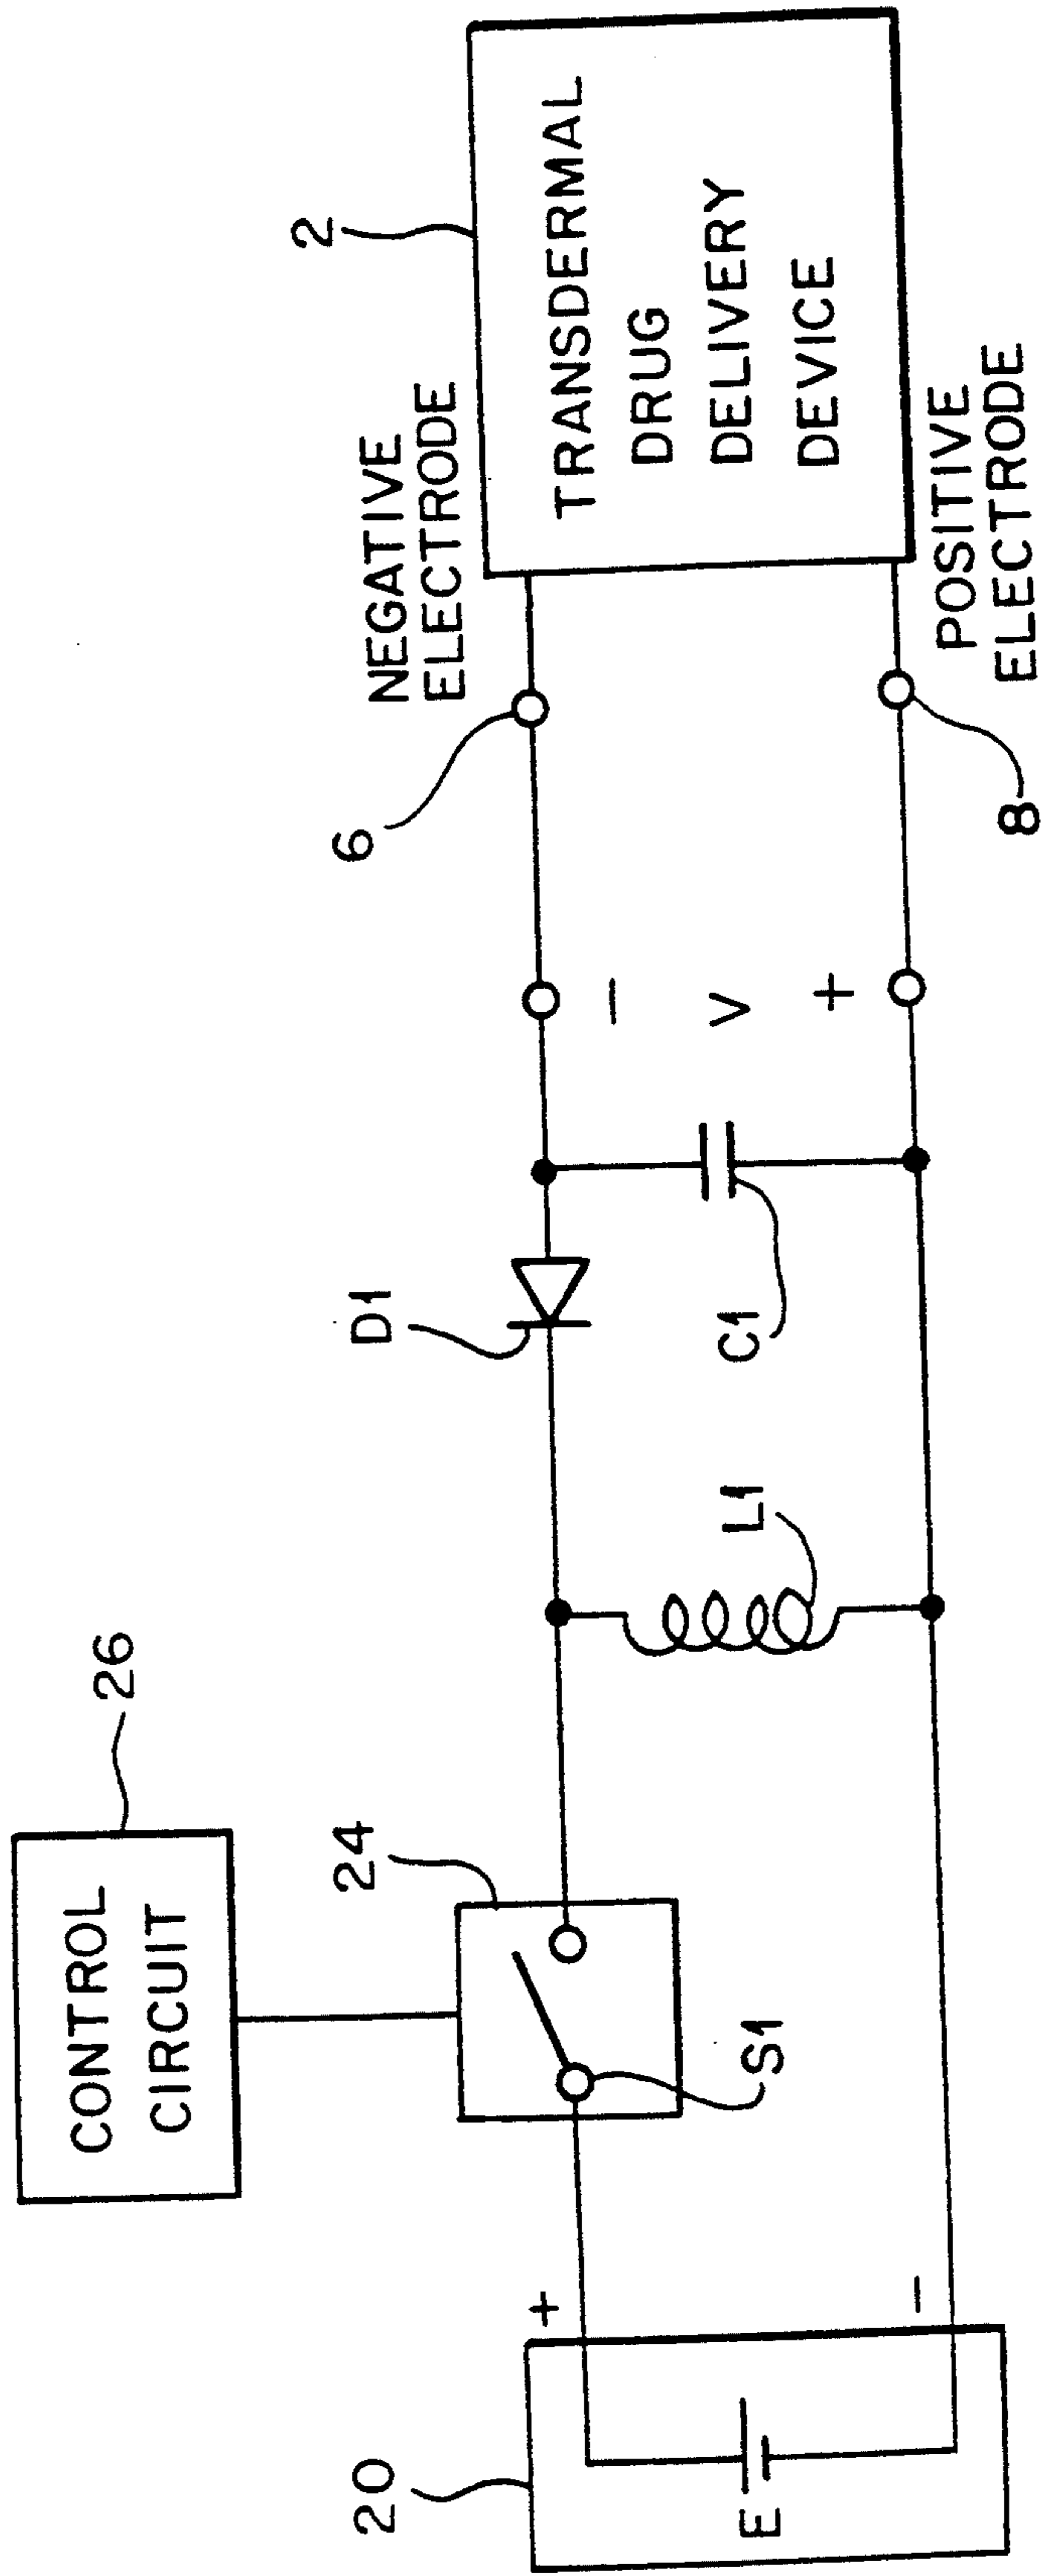 CONTROL
CIRCUIT
26
24
20
+
−
E
S1
L1
D1
C1
−
V
+
6
NEGATIVE
ELECTRODE
8
POSITIVE
ELECTRODE
2
TRANSDERMAL
DRUG
DELIVERY
DEVICE